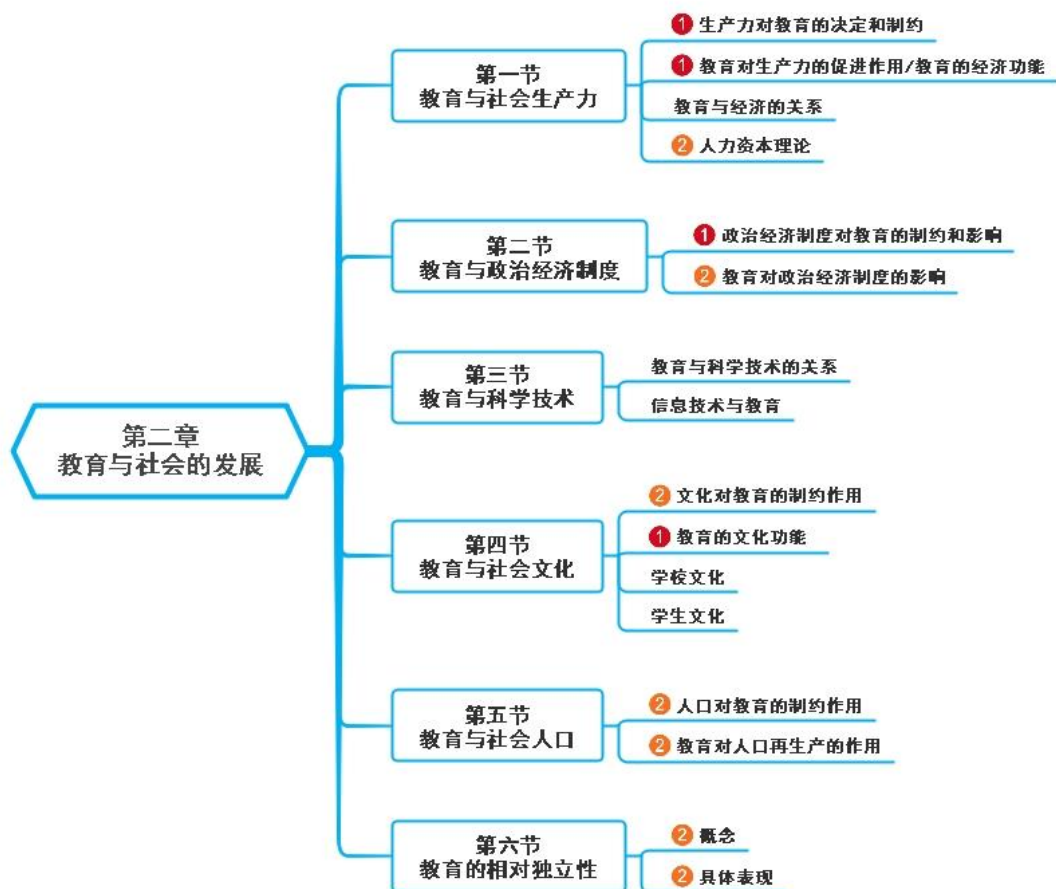 第二章
教育与社会的发展
第一节
教育与社会生产力
1 生产力对教育的决定和制约
1 教育对生产力的促进作用/教育的经济功能
教育与经济的关系
2 人力资本理论
第二节
教育与政治经济制度
1 政治经济制度对教育的制约和影响
2 教育对政治经济制度的影响
第三节
教育与科学技术
教育与科学技术的关系
信息技术与教育
第四节
教育与社会文化
2 文化对教育的制约作用
1 教育的文化功能
学校文化
学生文化
第五节
教育与社会人口
2 人口对教育的制约作用
2 教育对人口再生产的作用
第六节
教育的相对独立性
2 概念
2 具体表现